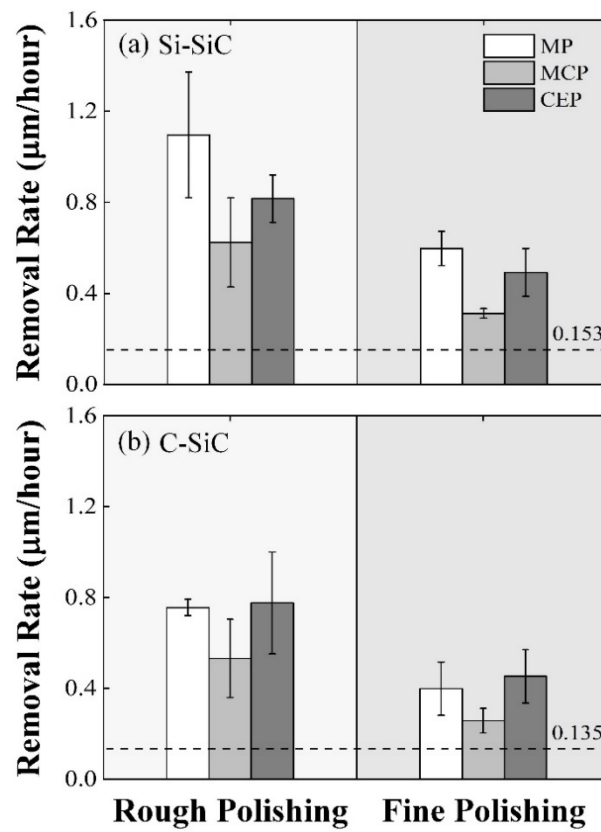 (a) Si-SiC
MP
MCP
CEP
Removal Rate (μm/hour)
1.6
1.2
0.8
0.4
0.0
0.153
(b) C-SiC
Removal Rate (μm/hour)
1.6
1.2
0.8
0.4
0.0
0.135
Rough Polishing Fine Polishing